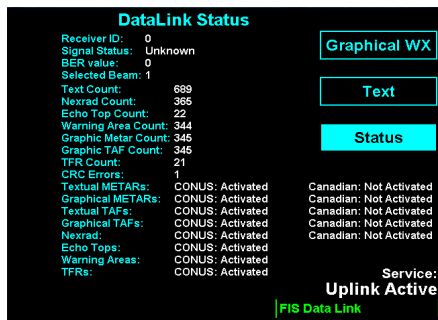 DataLink Status
Receiver ID: 0
Signal Status: Unknown
BER value: 0
Selected Beam: 1
Text Count: 689
Nexrad Count: 365
Echo Top Count: 22
Warning Area Count: 344
Graphic Metar Count: 345
Graphic TAF Count: 345
TFR Count: 21
CRC Errors: 1
Textual METARs: CONUS: Activated Canadian: Not Activated
Graphical METARs: CONUS: Activated Canadian: Not Activated
Textual TAFs: CONUS: Activated Canadian: Not Activated
Graphical TAFs: CONUS: Activated Canadian: Not Activated
Nexrad: CONUS: Activated Canadian: Not Activated
Echo Tops: CONUS: Activated
Warning Areas: CONUS: Activated
TFRs: CONUS: Activated
Graphical WX
Text
Status
Service:
Uplink Active
FIS Data Link